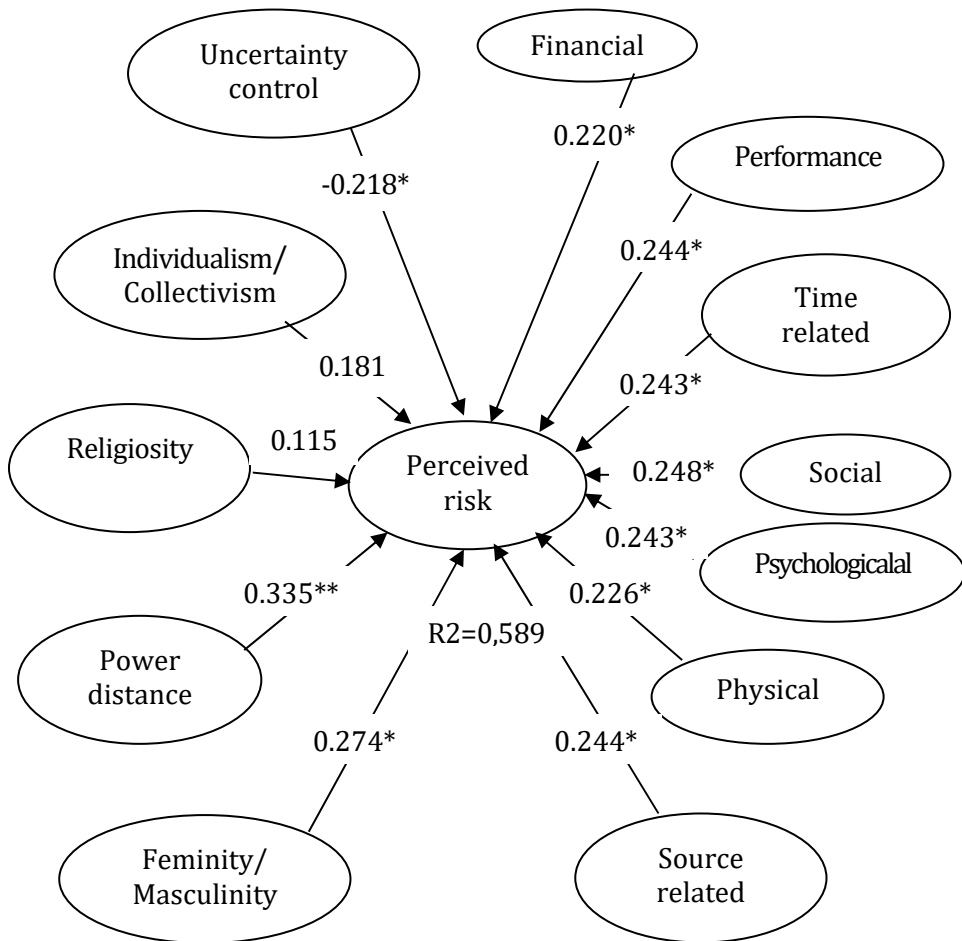 Uncertainty
control
Financial
0.220*
Performance
-0.218*
0.244*
Individualism/
Collectivism
Time
related
0.181
0.243*
Religiosity
0.115
Perceived
risk
0.248*
Social
0.243*
Psychologicalal
0.335**
0.226*
R2=0,589
Power
distance
Physical
0.274*
0.244*
Feminity/
Masculinity
Source
related